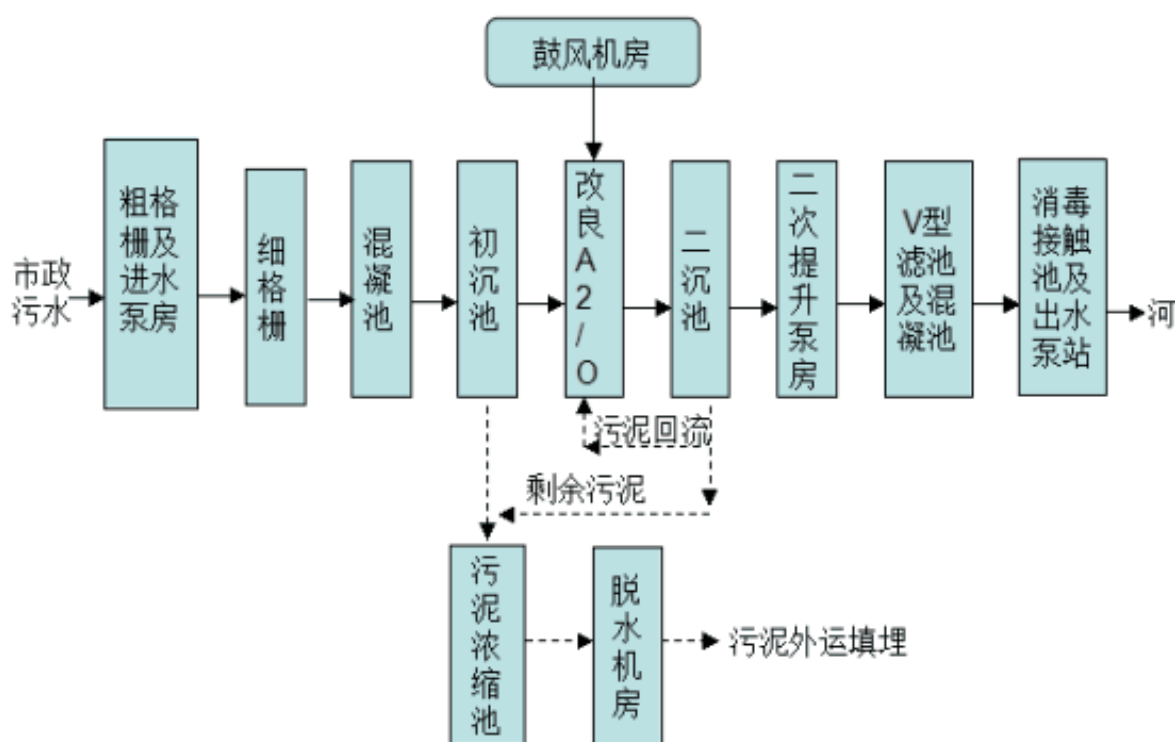 鼓风机房
市政
污水
粗格
栅及
进水
泵房
细格栅
混凝池
初沉池
改良A2/O
二沉池
二次提升泵房
V型
滤池
及混
凝池
消毒
接触
池及
出水
泵站
河
污泥回流
剩余污泥
污泥浓缩池
脱水机房
污泥外运填埋